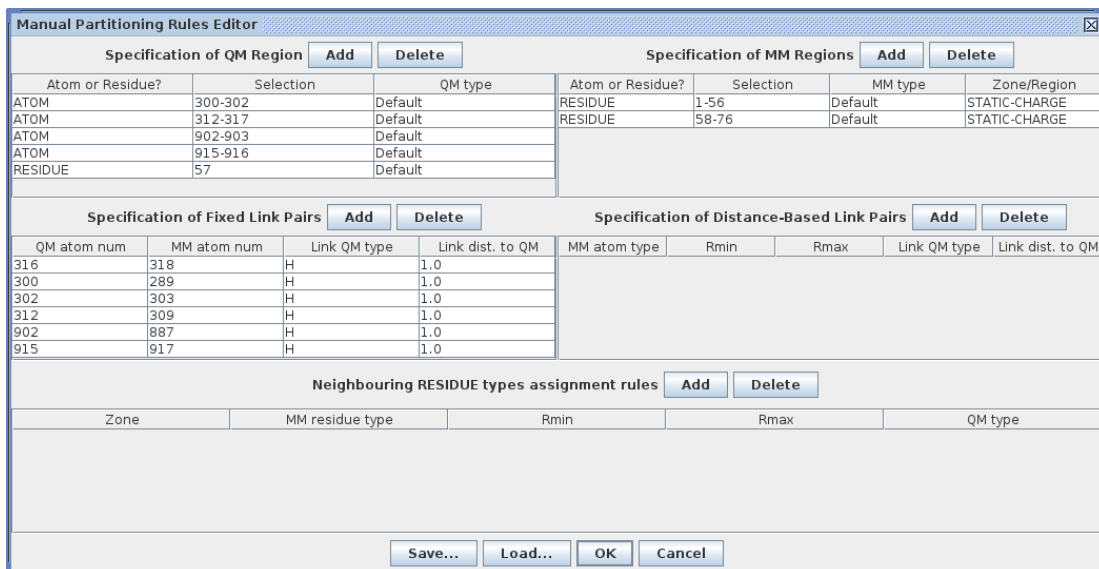 Manual Partitioning Rules Editor
Specification of QM Region Add Delete
Atom or Residue? Selection QM type
ATOM 300-302 Default
ATOM 312-317 Default
ATOM 902-903 Default
ATOM 915-916 Default
RESIDUE 57 Default
Specification of MM Regions Add Delete
Atom or Residue? Selection MM type Zone/Region
RESIDUE 1-56 Default STATIC-CHARGE
RESIDUE 58-76 Default STATIC-CHARGE
Specification of Fixed Link Pairs Add Delete
QM atom num MM atom num Link QM type Link dist. to QM
316 318 H 1.0
300 289 H 1.0
302 303 H 1.0
312 309 H 1.0
902 887 H 1.0
915 917 H 1.0
Specification of Distance-Based Link Pairs Add Delete
MM atom type Rmin Rmax Link QM type Link dist. to QM
Neighbouring RESIDUE types assignment rules Add Delete
Zone MM residue type Rmin Rmax QM type
Save... Load... OK Cancel